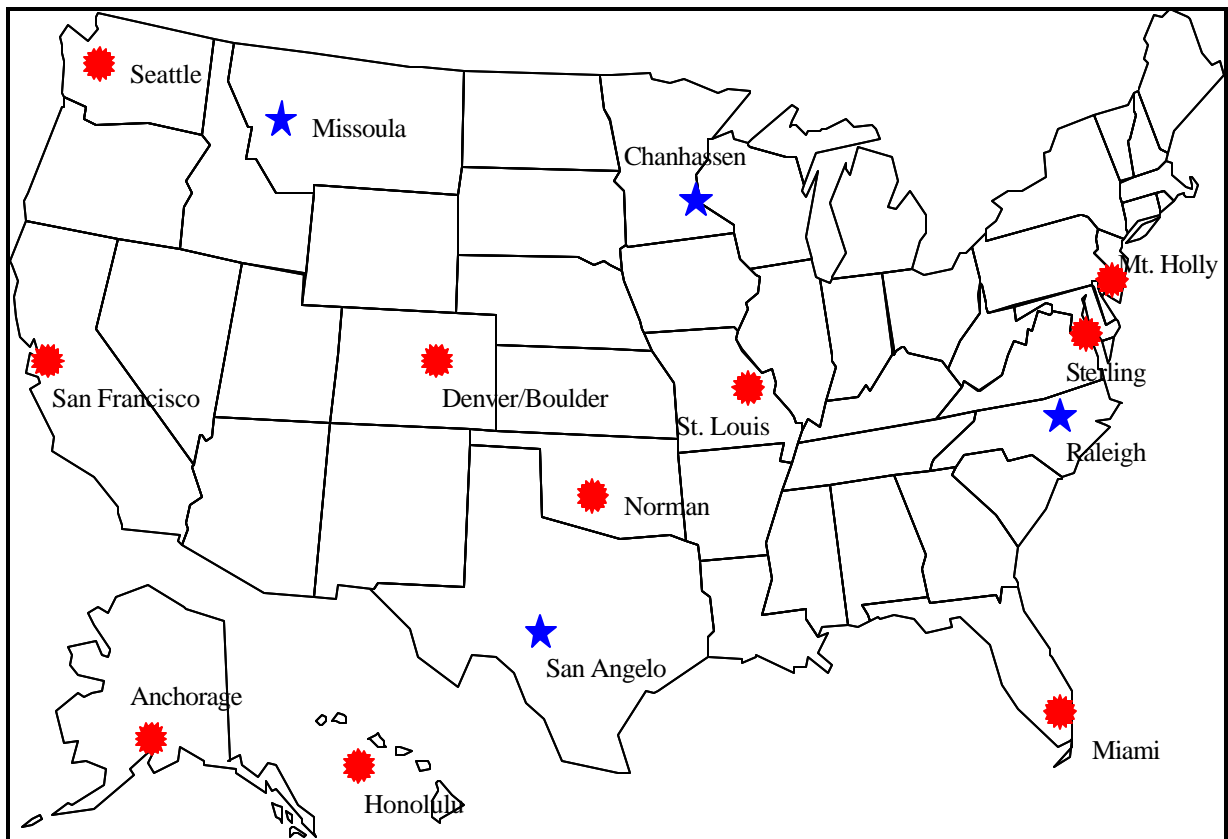 Seattle
Missoula
Chanhassen
Mt. Holly
Sterling
San Francisco
Denver/Boulder
St. Louis
Raleigh
Norman
San Angelo
Anchorage
Miami
Honolulu